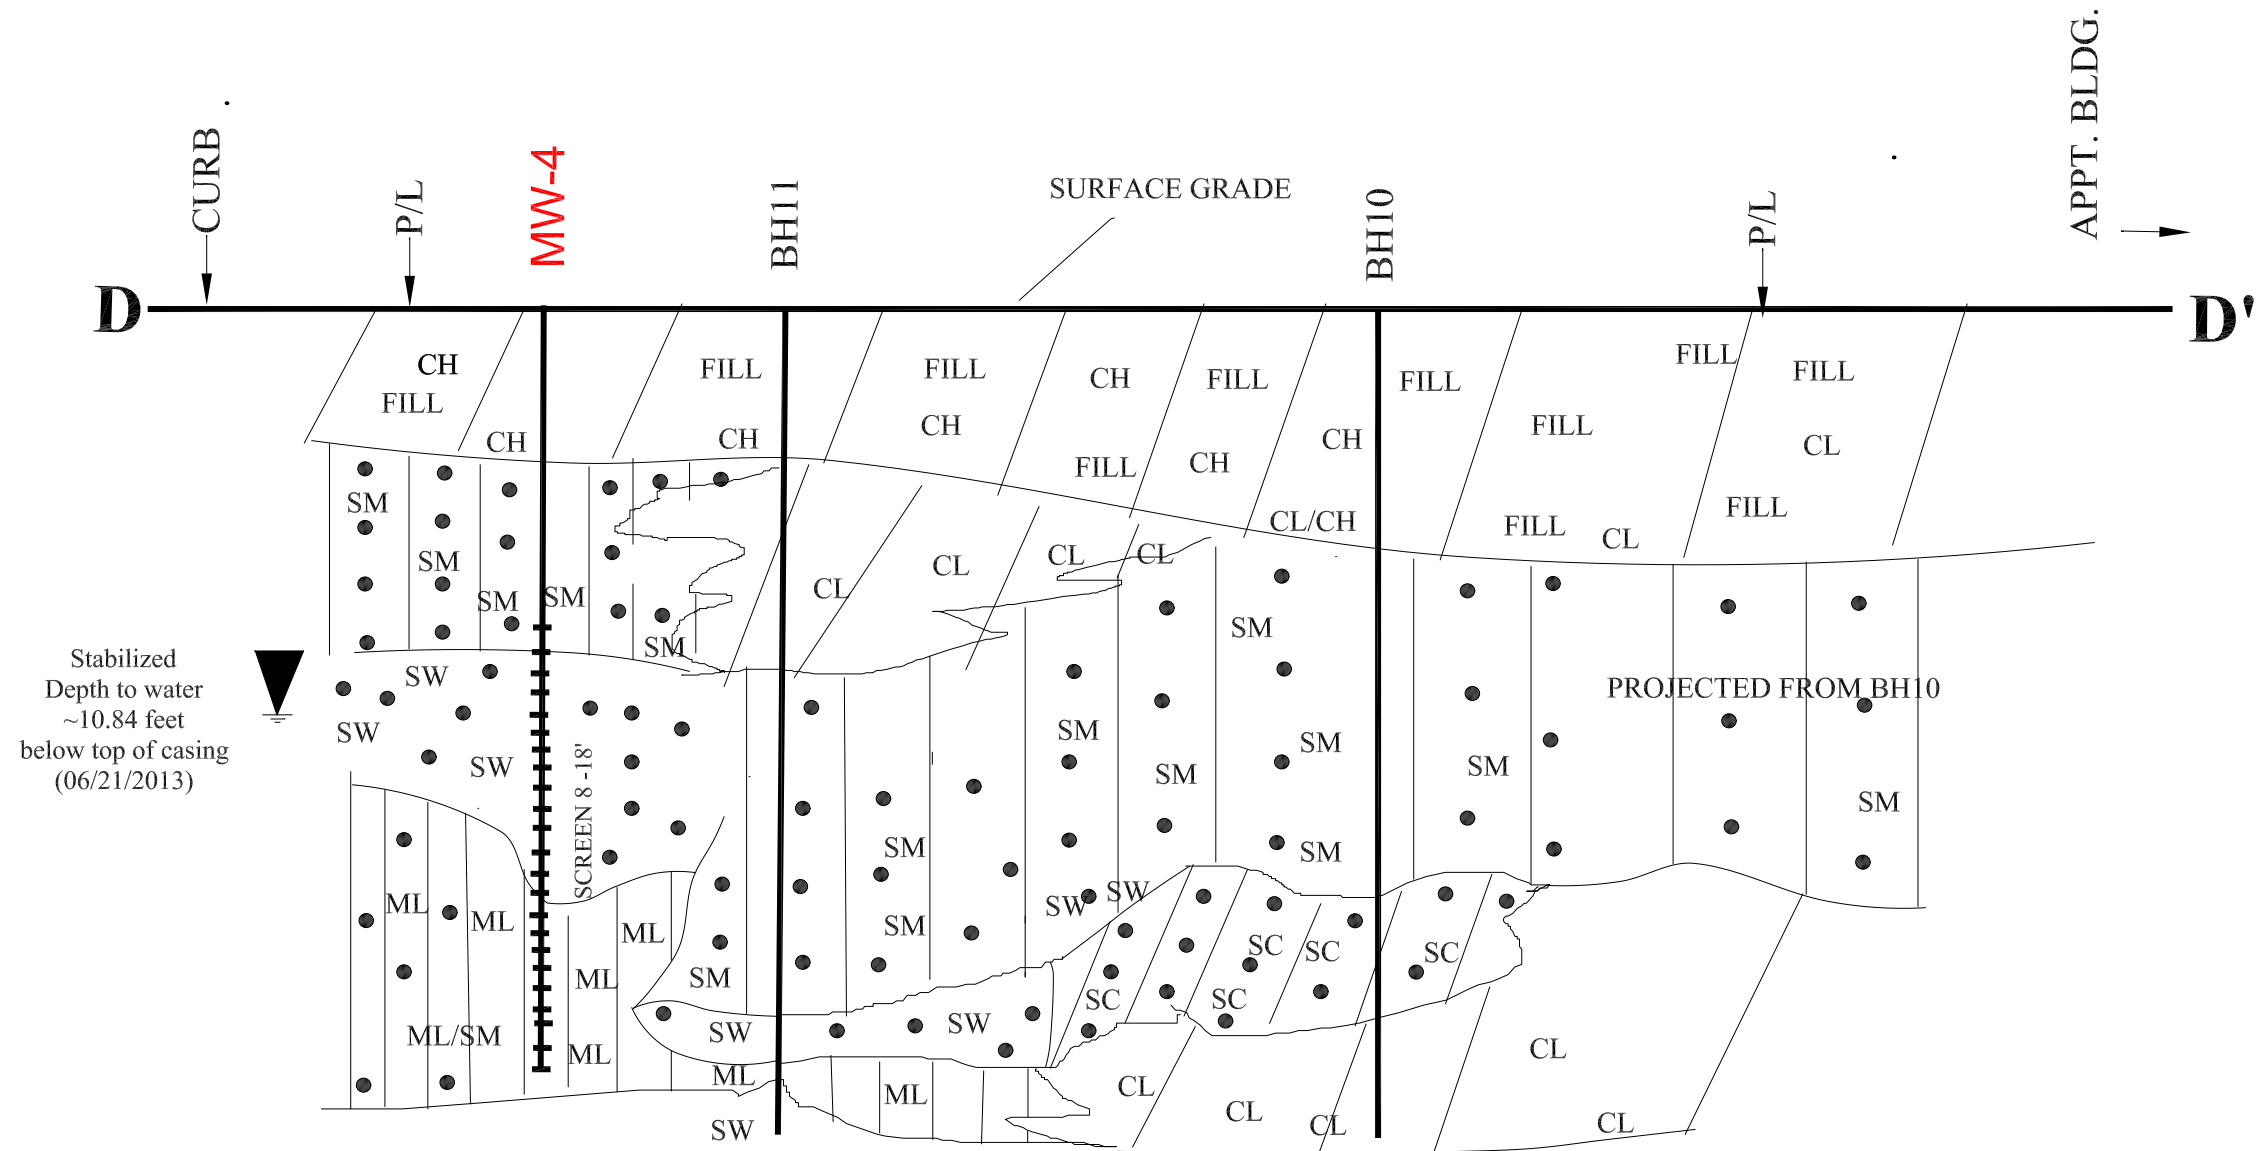 CURB
P/L
MW-4
BH11
SURFACE GRADE
BH10
P/L
APPT. BLDG.
D
D'
CH
FILL
CH
FILL
CH
FILL
CH
CH
FILL
FILL
CH
CH
CL/CH
FILL
FILL
FILL
CL
FILL
FILL
CL
FILL
SM
SM
SM
SM
SM
CL
CL
CL
CL
SM
Stabilized
Depth to water
~10.84 feet
below top of casing
(06/21/2013)
SW
SW
SW
SCREEN 8 -18'
PROJECTED FROM BH10
SM
SM
SM
SM
SM
SM
SM
SM
SW
SW
ML
ML
ML
ML
SM
SC
SC
SC
SC
SC
ML/SM
ML
SW
SW
ML
ML
SW
CL
CL
CL
CL
CL